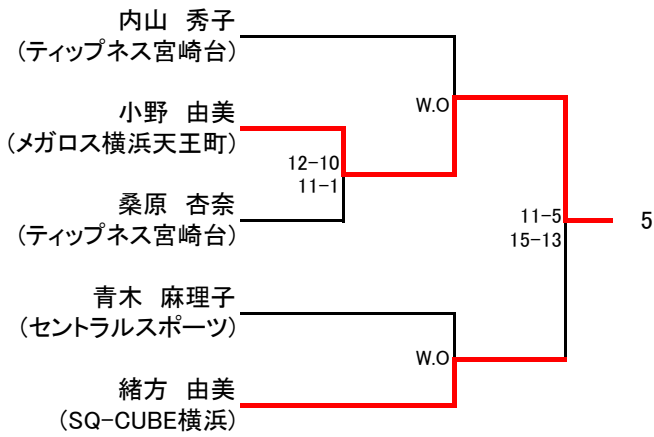 内山　秀子
(ティップネス宮崎台)
W.O
小野　由美
(メガロス横浜天王町)
12-10
11-1
桑原　杏奈
(ティップネス宮崎台)
11-5
15-13
5
青木　麻理子
(セントラルスポーツ)
W.O
緒方　由美
(SQ-CUBE横浜)